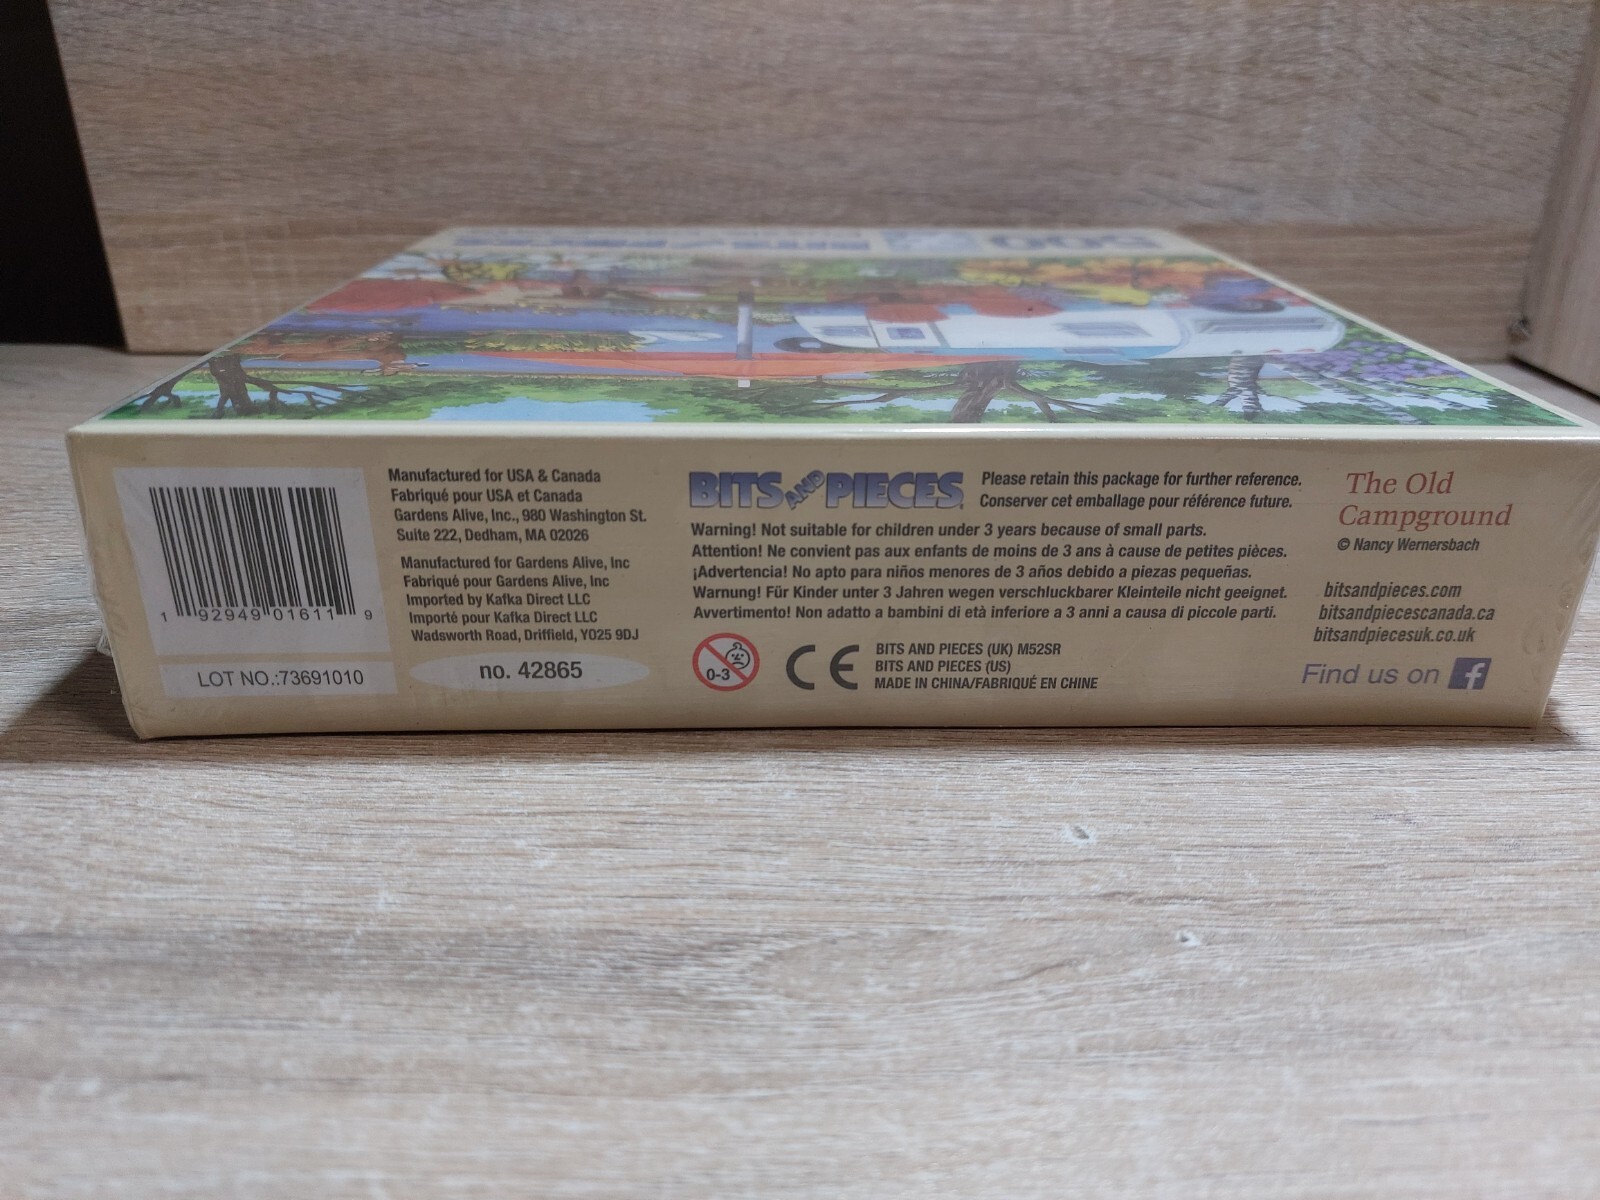 500
BITS AND PIECES
1 92949 01611 9
LOT NO.:73691010
Manufactured for USA & Canada
Fabriqué pour USA et Canada
Gardens Alive, Inc., 980 Washington St.
Suite 222, Dedham, MA 02026
Manufactured for Gardens Alive, Inc
Fabriqué pour Gardens Alive, Inc
Imported by Kafka Direct LLC
Importé pour Kafka Direct LLC
Wadsworth Road, Driffield, YO25 9DJ
no. 42865
BITS AND PIECES
Please retain this package for further reference.
Conserver cet emballage pour référence future.
Warning! Not suitable for children under 3 years because of small parts.
Attention! Ne convient pas aux enfants de moins de 3 ans à cause de petites pièces.
¡Advertencia! No apto para niños menores de 3 años debido a piezas pequeñas.
Warnung! Für Kinder unter 3 Jahren wegen verschluckbarer Kleinteile nicht geeignet.
Avvertimento! Non adatto a bambini di età inferiore a 3 anni a causa di piccole parti.
0-3
CE
BITS AND PIECES (UK) M52SR
BITS AND PIECES (US)
MADE IN CHINA/FABRIQUÉ EN CHINE
The Old
Campground
© Nancy Wernersbach
bitsandpieces.com
bitsandpiecescanada.ca
bitsandpiecesuk.co.uk
Find us on f